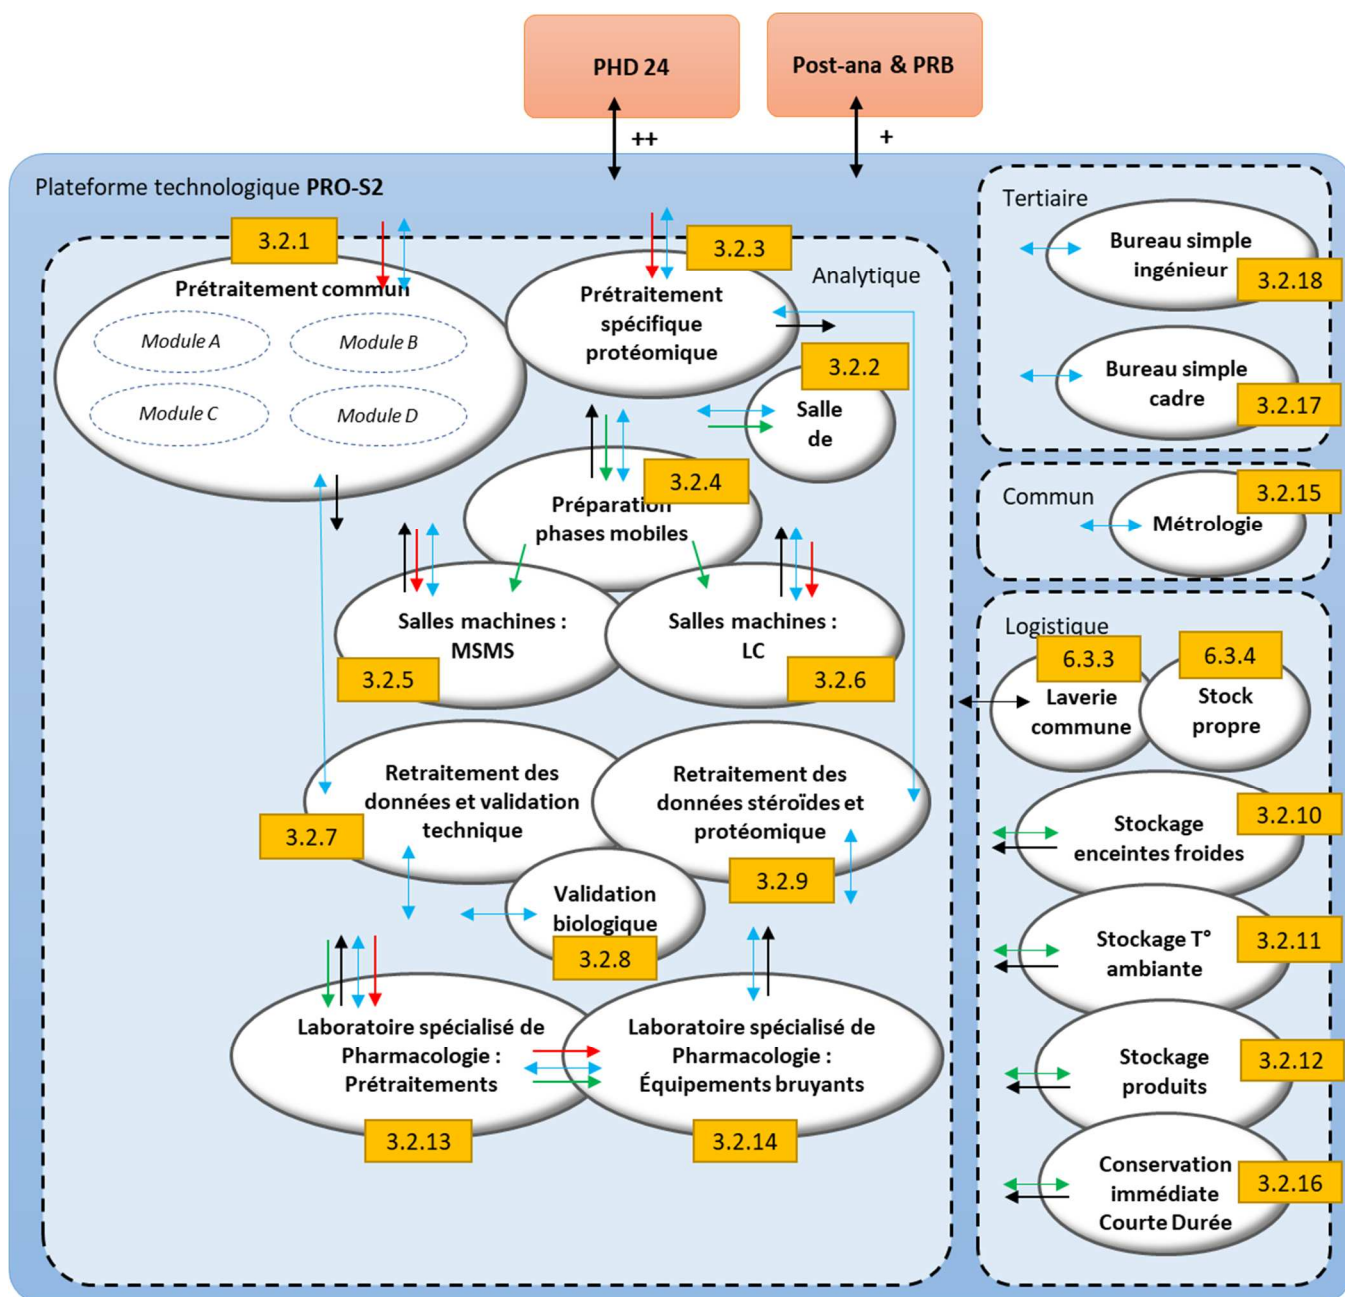 PHD 24
Post-ana & PRB
++
+
Plateforme technologique PRO-S2
Analytique
3.2.1
Prétraitement commun
Module A
Module B
Module C
Module D
3.2.3
Prétraitement
spécifique
protéomique
3.2.2
Salle
de
3.2.4
Préparation
phases mobiles
Salles machines :
MSMS
3.2.5
Salles machines :
LC
3.2.6
Retraitement des
données et validation
technique
3.2.7
Retraitement des
données stéroïdes et
protéomique
3.2.9
Validation
biologique
3.2.8
Laboratoire spécialisé de
Pharmacologie :
Prétraitements
3.2.13
Laboratoire spécialisé de
Pharmacologie :
Équipements bruyants
3.2.14
Tertiaire
Bureau simple
ingénieur
3.2.18
Bureau simple
cadre
3.2.17
Commun
3.2.15
Métrologie
Logistique
6.3.3
Laverie
commune
6.3.4
Stock
propre
3.2.10
Stockage
enceintes froides
3.2.11
Stockage T°
ambiante
3.2.12
Stockage
produits
3.2.16
Conservation
immédiate
Courte Durée